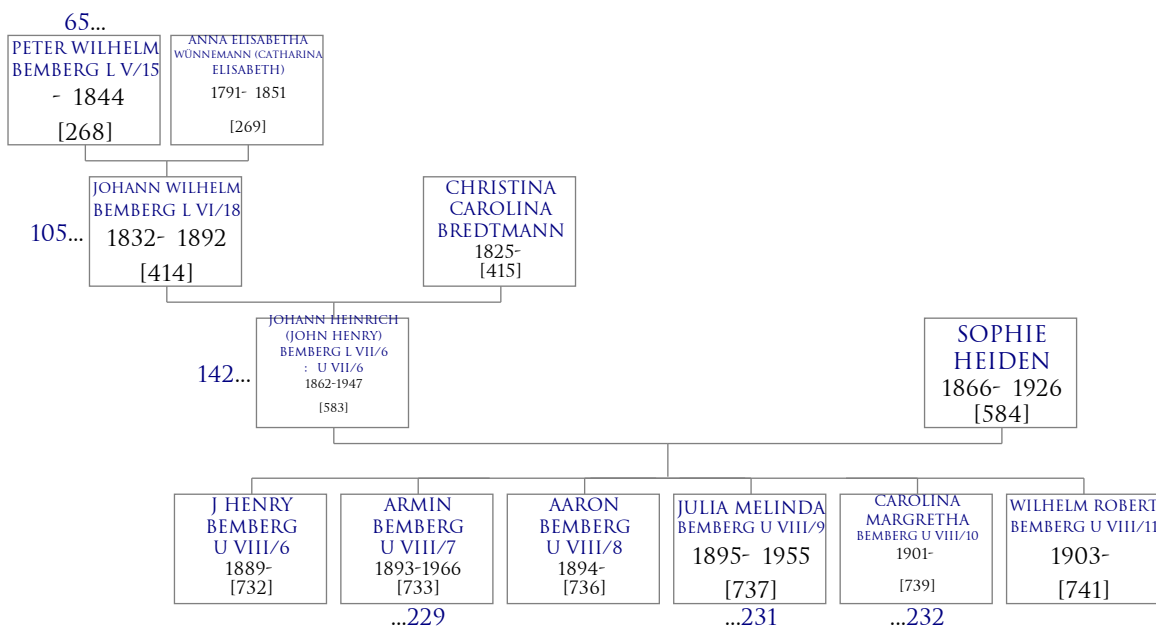 65...
PETER WILHELM
BEMBERG L V/15
- 1844
[268]
ANNA ELISABETHA
WÜNNEMANN (CATHARINA
ELISABETH)
1791- 1851
[269]
105...
JOHANN WILHELM
BEMBERG L VI/18
1832- 1892
[414]
CHRISTINA
CAROLINA
BREDTMANN
1825-
[415]
142...
JOHANN HEINRICH
(JOHN HENRY)
BEMBERG L VII/6
: U VII/6
1862-1947
[583]
SOPHIE
HEIDEN
1866- 1926
[584]
J HENRY
BEMBERG
U VIII/6
1889-
[732]
ARMIN
BEMBERG
U VIII/7
1893-1966
[733]
...229
AARON
BEMBERG
U VIII/8
1894-
[736]
JULIA MELINDA
BEMBERG U VIII/9
1895- 1955
[737]
...231
CAROLINA
MARGRETHA
BEMBERG U VIII/10
1901-
[739]
...232
WILHELM ROBERT
BEMBERG U VIII/11
1903-
[741]